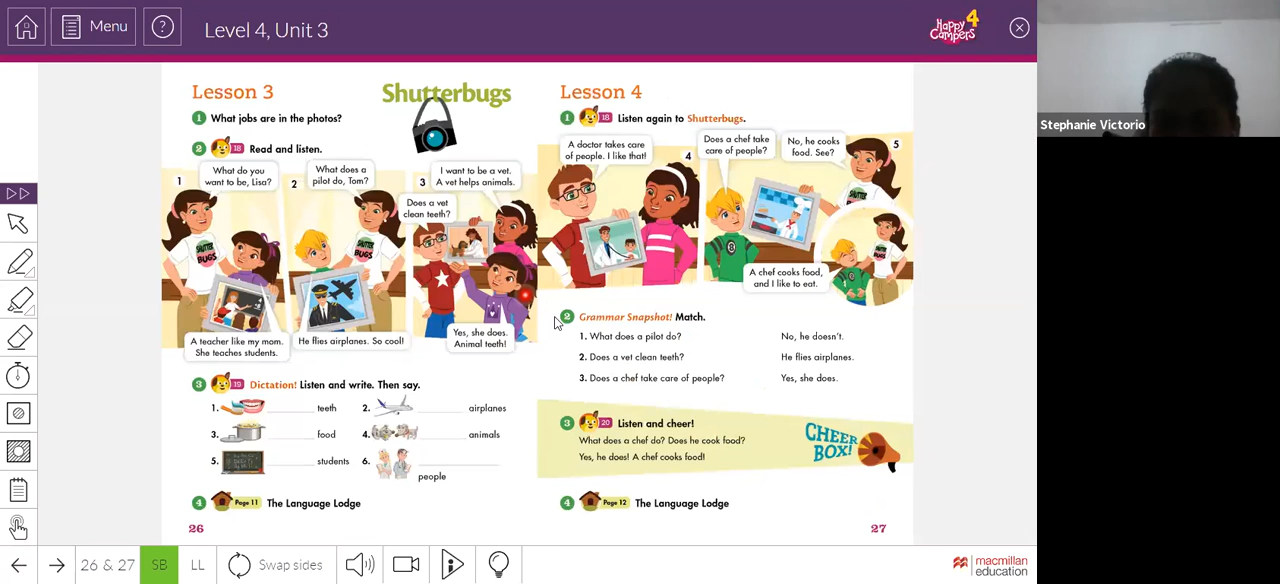 Menu
?
Level 4, Unit 3
Happy Campers 4
Stephanie Victorio
Lesson 3
Shutterbugs
1 What jobs are in the photos?
2 18 Read and listen.
1
What do you
want to be, Lisa?
2
What does a
pilot do, Tom?
3
I want to be a vet.
A vet helps animals.
Does a vet
clean teeth?
SHUTTER
BUGS
SHUTTER
BUGS
A teacher like my mom.
She teaches students.
He flies airplanes. So cool!
Yes, she does.
Animal teeth!
3 19 Dictation! Listen and write. Then say.
1. ________ teeth
2. ________ airplanes
3. ________ food
4. ________ animals
5. ________ students
6. ________
people
4 Page 11 The Language Lodge
26
Lesson 4
1 18 Listen again to Shutterbugs.
A doctor takes care
of people. I like that!
4
Does a chef take
care of people?
No, he cooks
food. See?
5
A chef cooks food,
and I like to eat.
2 Grammar Snapshot! Match.
1. What does a pilot do? No, he doesn't.
2. Does a vet clean teeth? He flies airplanes.
3. Does a chef take care of people? Yes, she does.
3 20 Listen and cheer!
What does a chef do? Does he cook food?
Yes, he does! A chef cooks food!
CHEER
BOX!
4 Page 12 The Language Lodge
27
26 & 27
SB
LL
Swap sides
macmillan
education